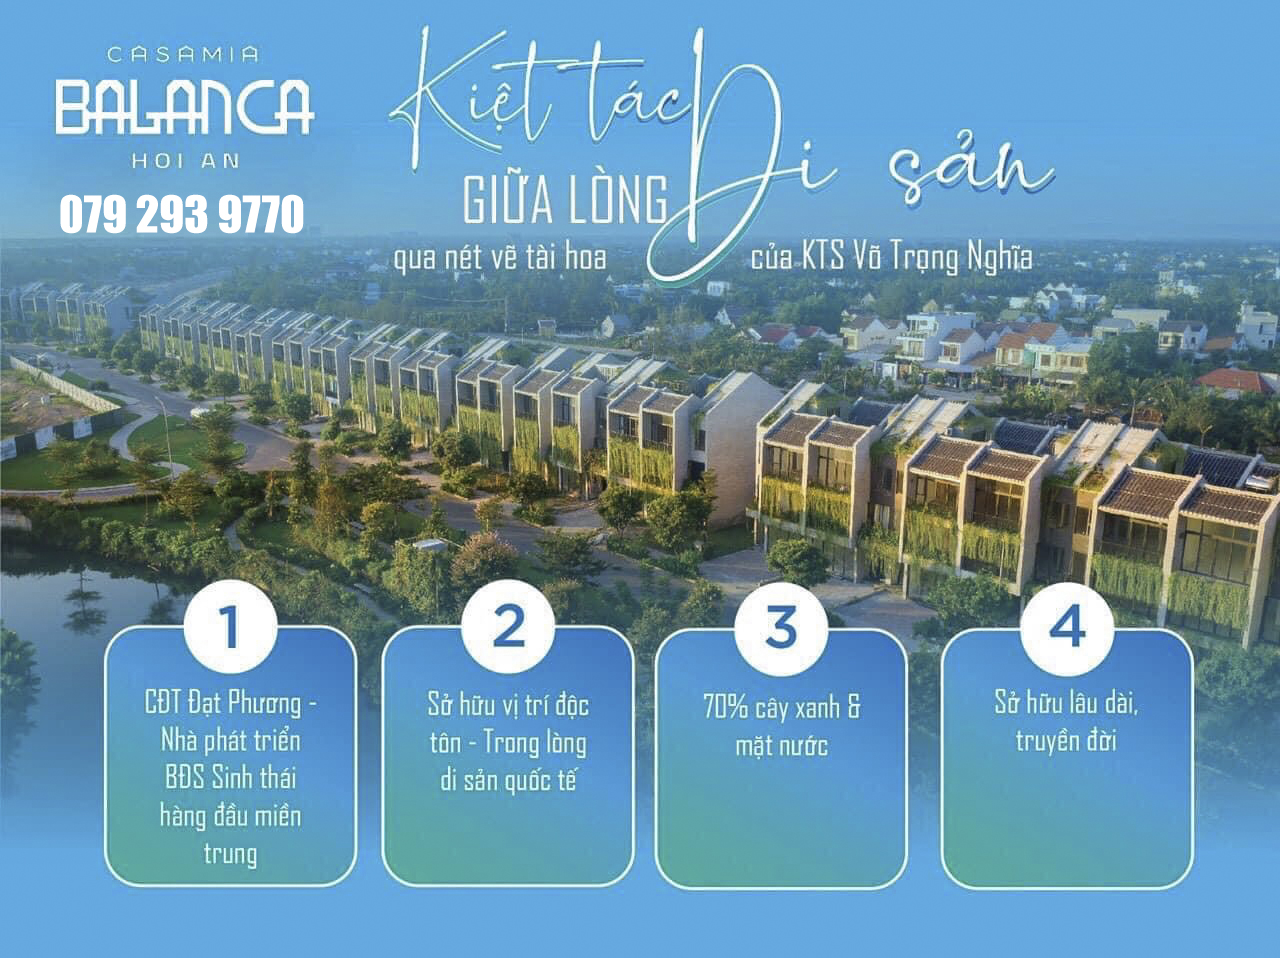 CASAMIA
BALANCA
HOI AN
079 293 9770
Kiệt tác Di sản
GIỮA LÒNG
qua nét vẽ tài hoa của KTS Võ Trọng Nghĩa
1
CĐT Đạt Phương -
Nhà phát triển
BĐS Sinh thái
hàng đầu miền
trung
2
Sở hữu vị trí độc
tôn - Trong lòng
di sản quốc tế
3
70% cây xanh &
mặt nước
4
Sở hữu lâu dài,
truyền đời